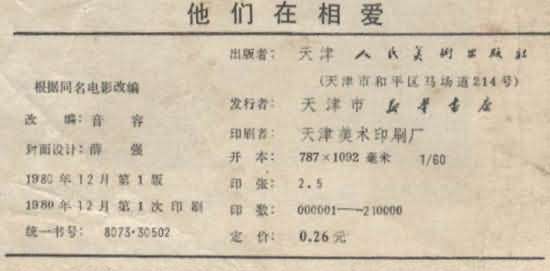 他们在相爱
根据同名电影改编
改 编：音 容
封面设计：薛 强
1980年12月第1版
1980年12月第1次印刷
统一书号：8073·30502
出版者：天津人民美术出版社
（天津市和平区马场道214号）
发行者：天津市新华书店
印刷者：天津美术印刷厂
开 本：787×1092毫米 1/60
印 张：2.5
印 数：000001—210000
定 价：0.26元